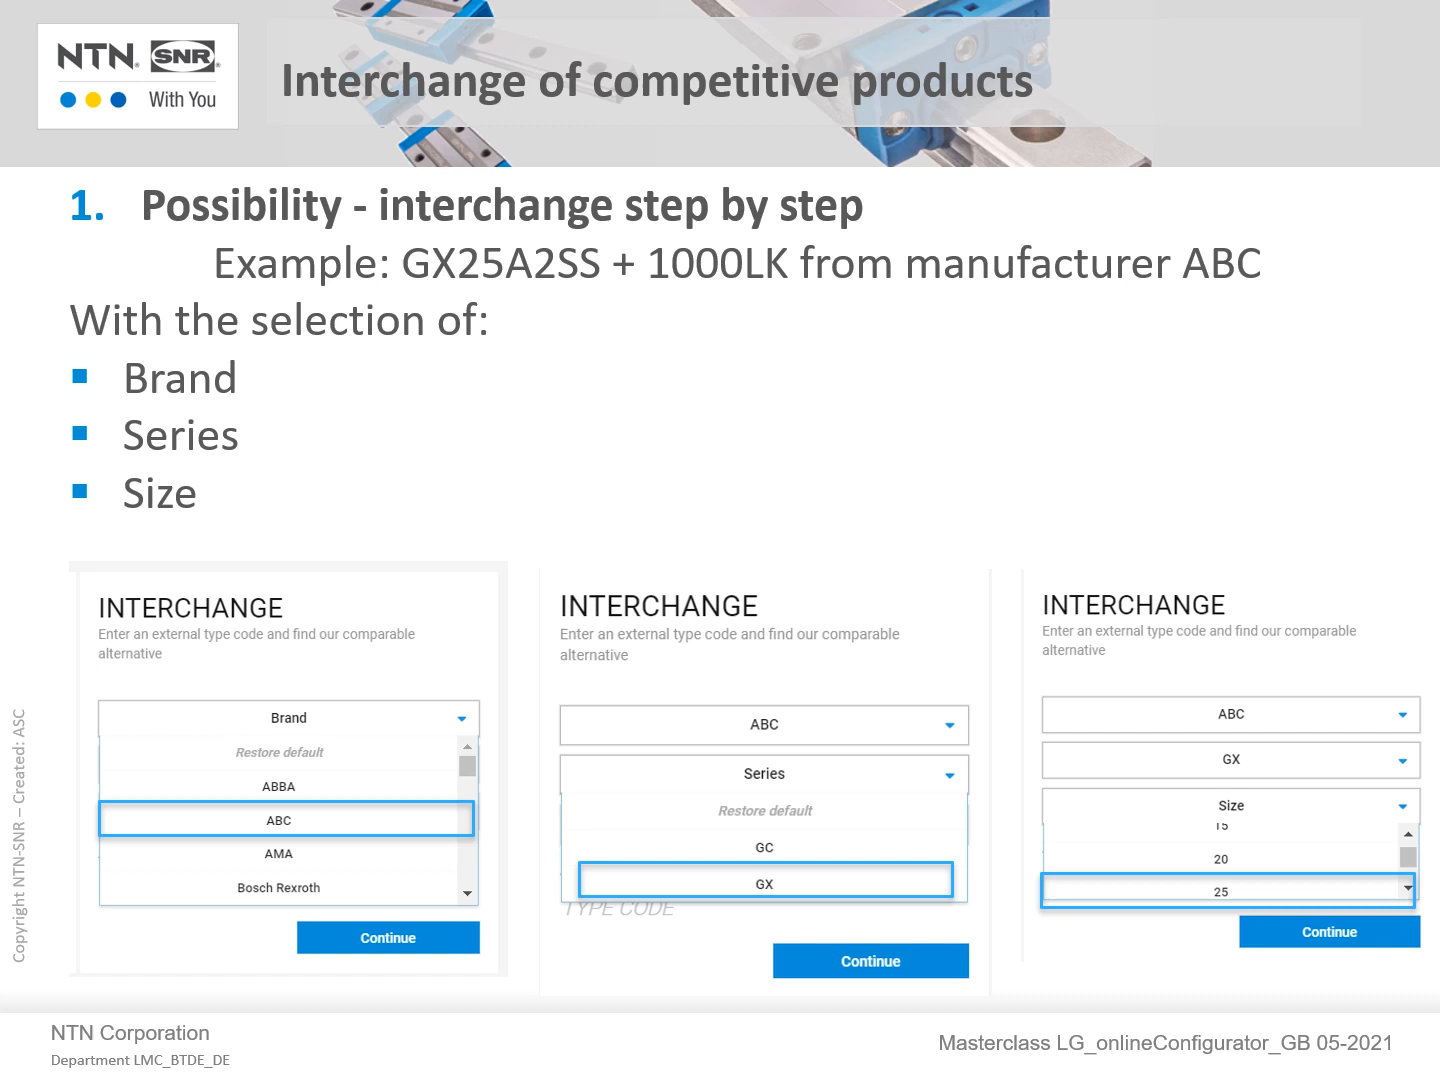 NTN. SNR.
With You
Interchange of competitive products
1. Possibility - interchange step by step
Example: GX25A2SS + 1000LK from manufacturer ABC
With the selection of:
Brand
Series
Size
INTERCHANGE
Enter an external type code and find our comparable
alternative
Brand
Restore default
ABBA
ABC
AMA
Bosch Rexroth
Continue
INTERCHANGE
Enter an external type code and find our comparable
alternative
ABC
Series
Restore default
GC
GX
TYPE CODE
Continue
INTERCHANGE
Enter an external type code and find our comparable
alternative
ABC
GX
Size
15
20
25
Continue
Copyright NTN-SNR – Created: ASC
NTN Corporation
Department LMC_BTDE_DE
Masterclass LG_onlineConfigurator_GB 05-2021